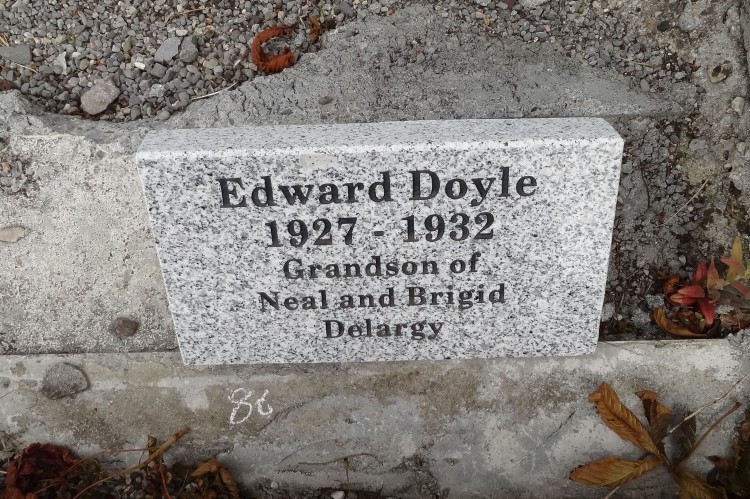 Edward Doyle
1927 - 1932
Grandson of
Neal and Brigid
Delargy
86